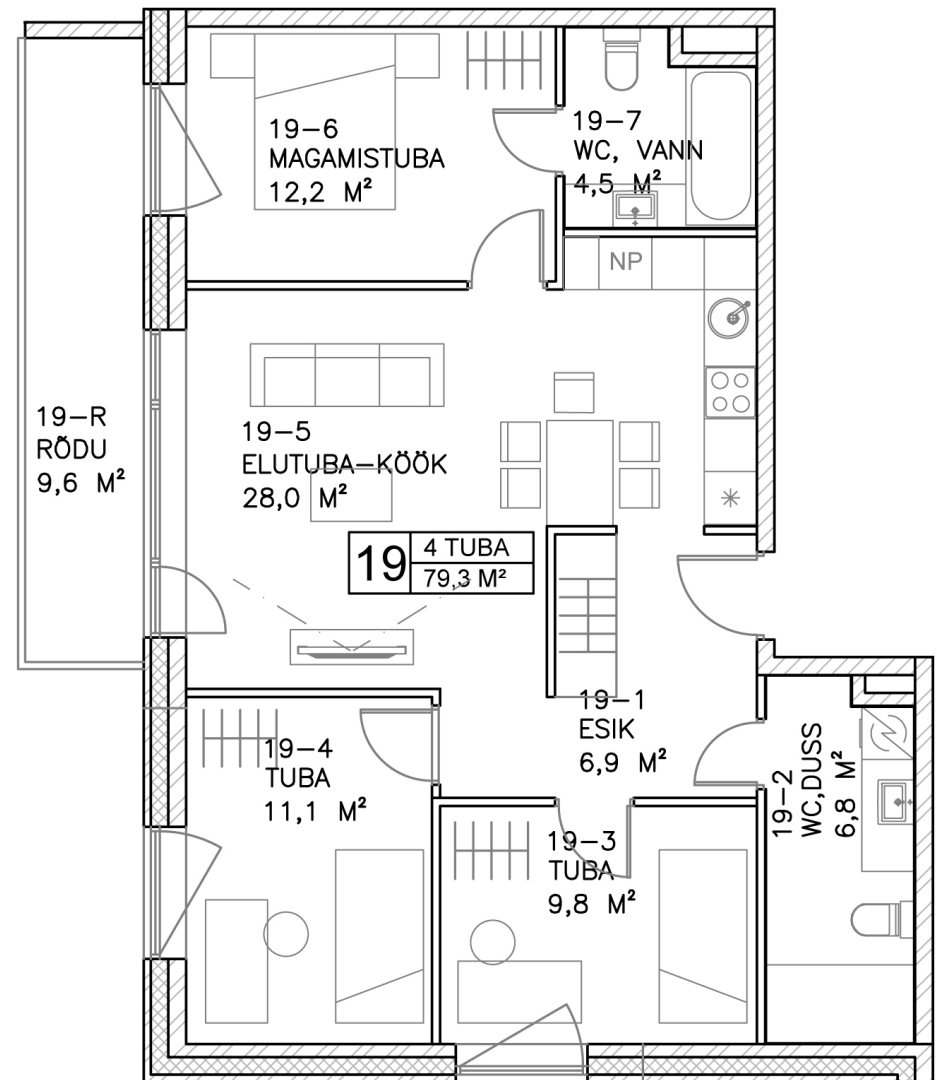 19-6
MAGAMISTUBA
12,2 M²
19-7
WC, VANN
4,5 M²
NP
19-R
RÕDU
9,6 M²
19-5
ELUTUBA-KÖÖK
28,0 M²
19
4 TUBA
79,3 M²
19-1
ESIK
6,9 M²
19-4
TUBA
11,1 M²
19-2
WC,DUSS
6,8 M²
19-3
TUBA
9,8 M²